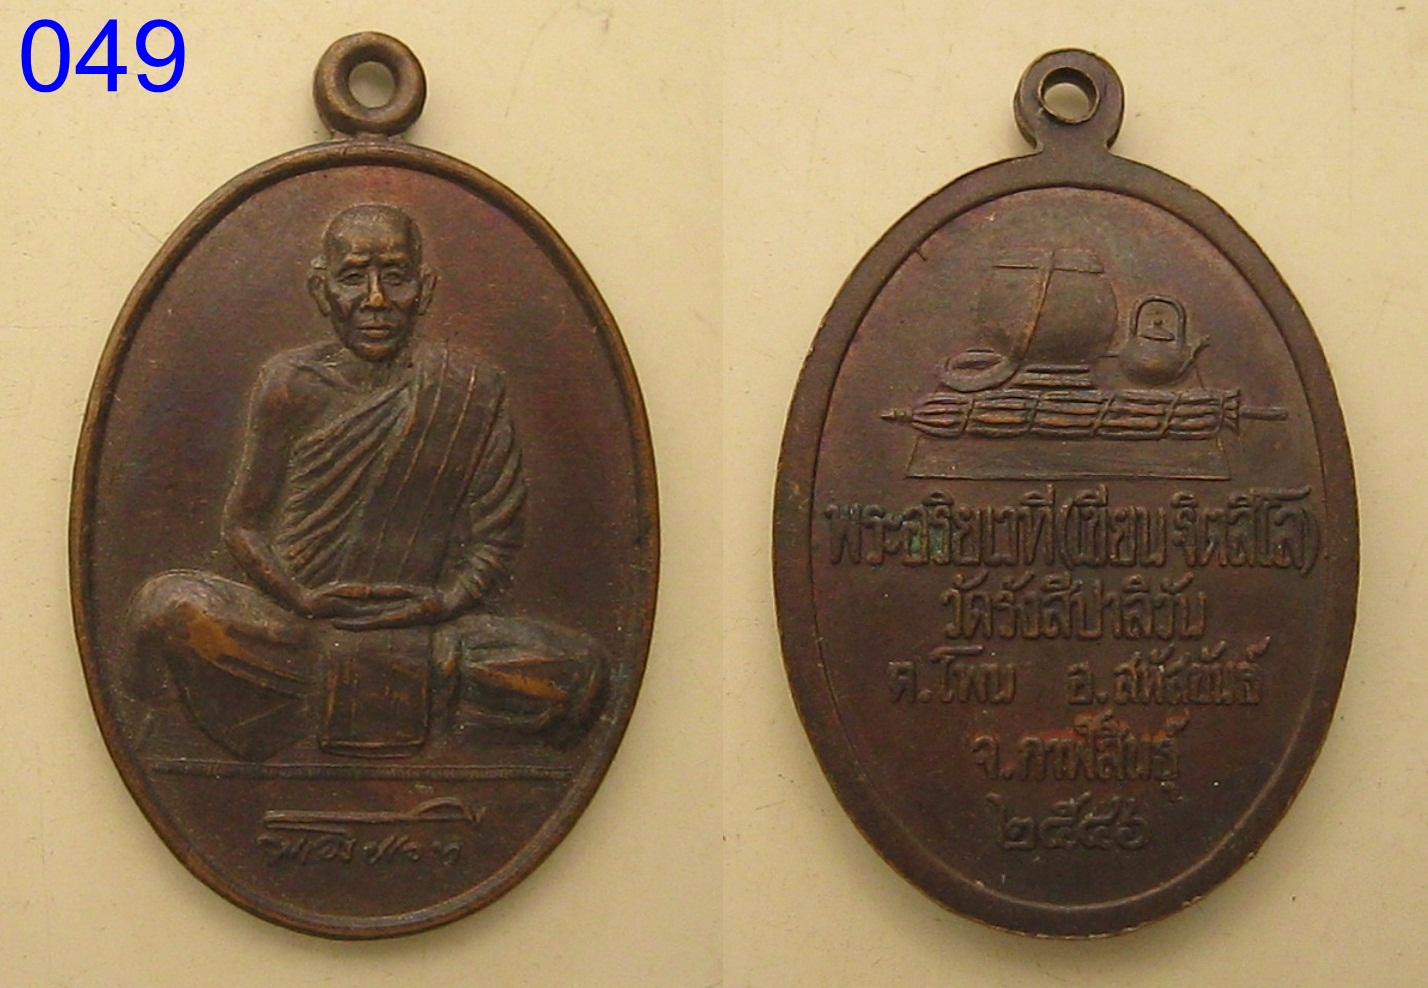 049
พระอริยเวที(เขียน ฐิตสีโล)
วัดรังสีปาลิวัน
ต.โพน อ.สหัสขันธ์
จ.กาฬสินธุ์
๒๕๔๖